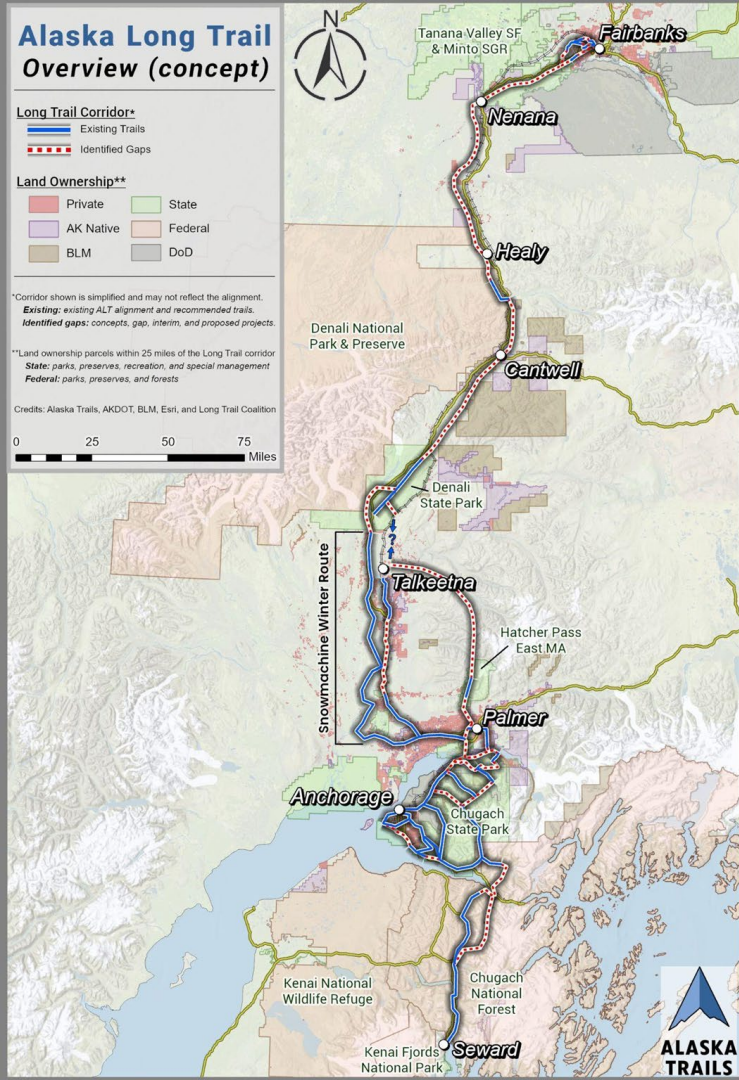 Alaska Long Trail
Overview (concept)
Long Trail Corridor*
Existing Trails
Identified Gaps
Land Ownership**
Private
State
AK Native
Federal
BLM
DoD
*Corridor shown is simplified and may not reflect the alignment.
Existing: existing ALT alignment and recommended trails.
Identified gaps: concepts, gap, interim, and proposed projects.
**Land ownership parcels within 25 miles of the Long Trail corridor
State: parks, preserves, recreation, and special management
Federal: parks, preserves, and forests
Credits: Alaska Trails, AKDOT, BLM, Esri, and Long Trail Coalition
0 25 50 75
Miles
N
Tanana Valley SF
& Minto SGR
Fairbanks
Nenana
Healy
Denali National
Park & Preserve
Cantwell
Denali
State Park
?
Snowmachine Winter Route
Talkeetna
Hatcher Pass
East MA
Palmer
Anchorage
Chugach
State Park
Kenai National
Wildlife Refuge
Chugach
National
Forest
Kenai Fjords
National Park
Seward
ALASKA
TRAILS